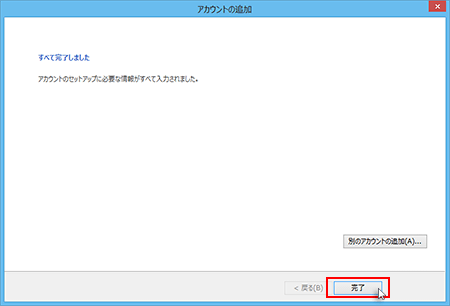 アカウントの追加
すべて完了しました
アカウントのセットアップに必要な情報がすべて入力されました。
別のアカウントの追加(A)...
< 戻る(B)
完了